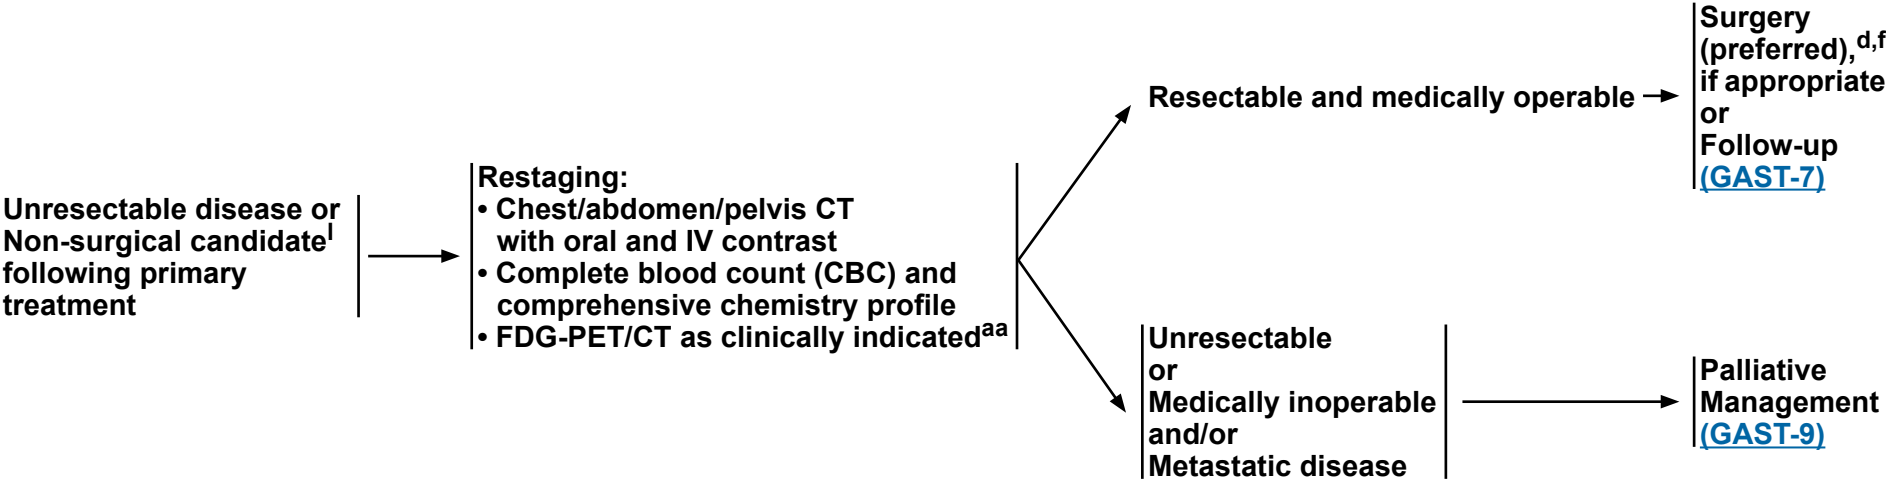 Unresectable disease or
Non-surgical candidatel
following primary
treatment
Restaging:
• Chest/abdomen/pelvis CT
with oral and IV contrast
• Complete blood count (CBC) and
comprehensive chemistry profile
• FDG-PET/CT as clinically indicatedaa
Resectable and medically operable
Surgery
(preferred),d,f
if appropriate
or
Follow-up
(GAST-7)
Unresectable
or
Medically inoperable
and/or
Metastatic disease
Palliative
Management
(GAST-9)